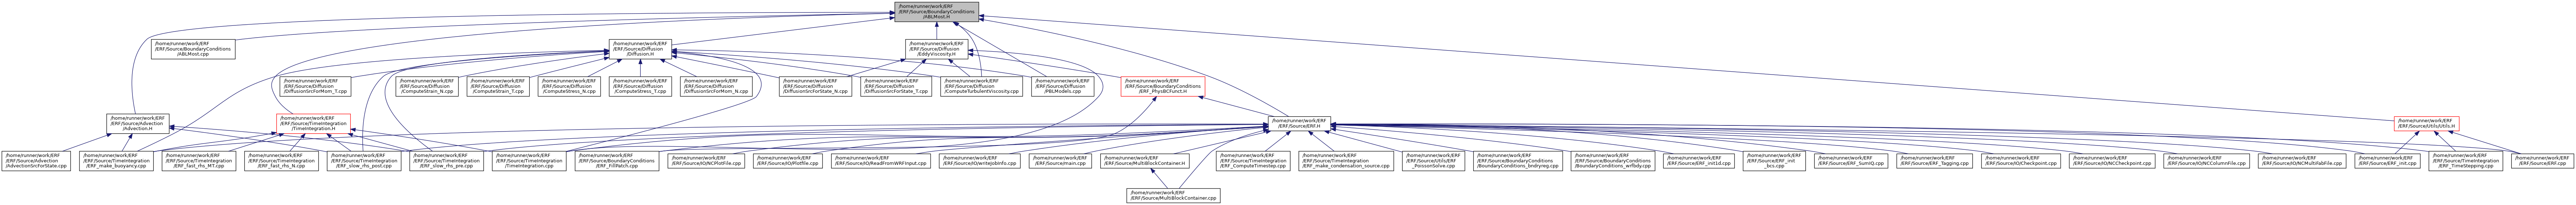 /home/runner/work/ERF
/ERF/Source/BoundaryConditions
/ABLMost.H
/home/runner/work/ERF
/ERF/Source/BoundaryConditions
/ABLMost.cpp
/home/runner/work/ERF
/ERF/Source/Diffusion
/Diffusion.H
/home/runner/work/ERF
/ERF/Source/Diffusion
/EddyViscosity.H
/home/runner/work/ERF
/ERF/Source/Diffusion
/DiffusionSrcForMom_T.cpp
/home/runner/work/ERF
/ERF/Source/Diffusion
/ComputeStrain_N.cpp
/home/runner/work/ERF
/ERF/Source/Diffusion
/ComputeStrain_T.cpp
/home/runner/work/ERF
/ERF/Source/Diffusion
/ComputeStress_N.cpp
/home/runner/work/ERF
/ERF/Source/Diffusion
/ComputeStress_T.cpp
/home/runner/work/ERF
/ERF/Source/Diffusion
/DiffusionSrcForMom_N.cpp
/home/runner/work/ERF
/ERF/Source/Diffusion
/DiffusionSrcForState_N.cpp
/home/runner/work/ERF
/ERF/Source/Diffusion
/DiffusionSrcForState_T.cpp
/home/runner/work/ERF
/ERF/Source/Diffusion
/ComputeTurbulentViscosity.cpp
/home/runner/work/ERF
/ERF/Source/Diffusion
/PBLModels.cpp
/home/runner/work/ERF
/ERF/Source/BoundaryConditions
/ERF_PhysBCFunct.H
/home/runner/work/ERF
/ERF/Source/Advection
/Advection.H
/home/runner/work/ERF
/ERF/Source/TimeIntegration
/TimeIntegration.H
/home/runner/work/ERF
/ERF/Source/ERF.H
/home/runner/work/ERF
/ERF/Source/Utils/Utils.H
/home/runner/work/ERF
/ERF/Source/Advection
/AdvectionSrcForState.cpp
/home/runner/work/ERF
/ERF/Source/TimeIntegration
/ERF_make_buoyancy.cpp
/home/runner/work/ERF
/ERF/Source/TimeIntegration
/ERF_fast_rhs_MT.cpp
/home/runner/work/ERF
/ERF/Source/TimeIntegration
/ERF_fast_rhs_N.cpp
/home/runner/work/ERF
/ERF/Source/TimeIntegration
/ERF_slow_rhs_post.cpp
/home/runner/work/ERF
/ERF/Source/TimeIntegration
/ERF_slow_rhs_pre.cpp
/home/runner/work/ERF
/ERF/Source/TimeIntegration
/TimeIntegration.cpp
/home/runner/work/ERF
/ERF/Source/BoundaryConditions
/ERF_FillPatch.cpp
/home/runner/work/ERF
/ERF/Source/IO/NCPlotFile.cpp
/home/runner/work/ERF
/ERF/Source/IO/Plotfile.cpp
/home/runner/work/ERF
/ERF/Source/IO/ReadFromWRFInput.cpp
/home/runner/work/ERF
/ERF/Source/IO/writeJobInfo.cpp
/home/runner/work/ERF
/ERF/Source/main.cpp
/home/runner/work/ERF
/ERF/Source/MultiBlockContainer.H
/home/runner/work/ERF
/ERF/Source/TimeIntegration
/ERF_ComputeTimestep.cpp
/home/runner/work/ERF
/ERF/Source/TimeIntegration
/ERF_make_condensation_source.cpp
/home/runner/work/ERF
/ERF/Source/Utils/ERF
_PoissonSolve.cpp
/home/runner/work/ERF
/ERF/Source/BoundaryConditions
/BoundaryConditions_bndryreg.cpp
/home/runner/work/ERF
/ERF/Source/BoundaryConditions
/BoundaryConditions_wrfbdy.cpp
/home/runner/work/ERF
/ERF/Source/ERF_init1d.cpp
/home/runner/work/ERF
/ERF/Source/ERF_init
_bcs.cpp
/home/runner/work/ERF
/ERF/Source/ERF_SumIQ.cpp
/home/runner/work/ERF
/ERF/Source/ERF_Tagging.cpp
/home/runner/work/ERF
/ERF/Source/IO/Checkpoint.cpp
/home/runner/work/ERF
/ERF/Source/IO/NCCheckpoint.cpp
/home/runner/work/ERF
/ERF/Source/IO/NCColumnFile.cpp
/home/runner/work/ERF
/ERF/Source/IO/NCMultiFabFile.cpp
/home/runner/work/ERF
/ERF/Source/ERF_init.cpp
/home/runner/work/ERF
/ERF/Source/TimeIntegration
/ERF_TimeStepping.cpp
/home/runner/work/ERF
/ERF/Source/ERF.cpp
/home/runner/work/ERF
/ERF/Source/MultiBlockContainer.cpp